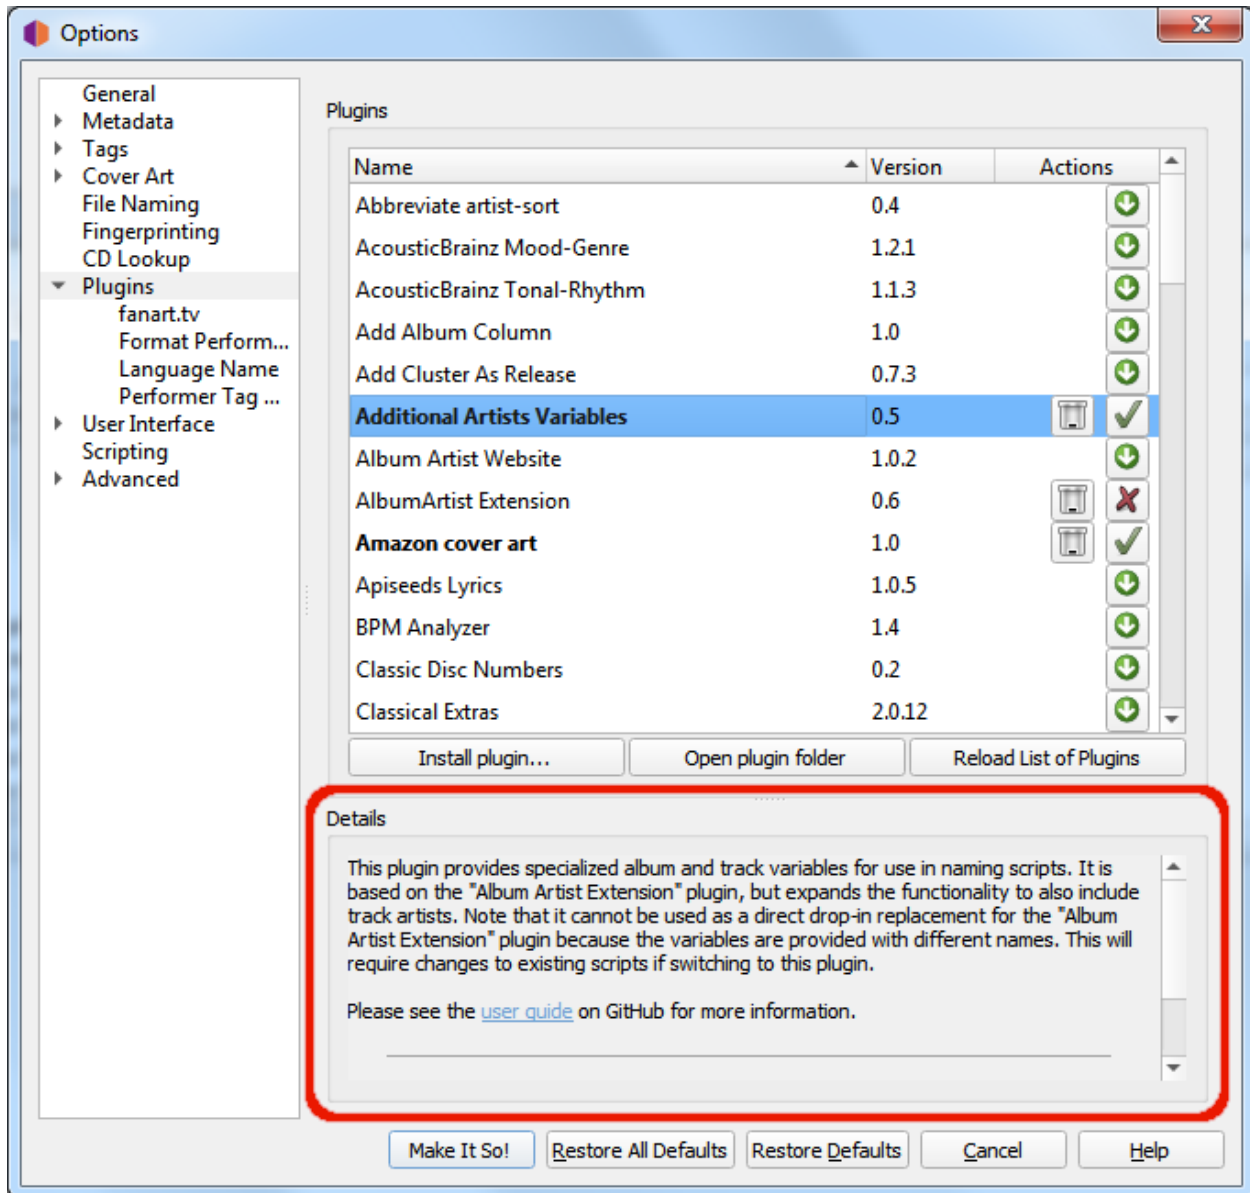 Options
General
Metadata
Tags
Cover Art
File Naming
Fingerprinting
CD Lookup
Plugins
fanart.tv
Format Perform...
Language Name
Performer Tag ...
User Interface
Scripting
Advanced
Plugins
Name Version Actions
Abbreviate artist-sort 0.4
AcousticBrainz Mood-Genre 1.2.1
AcousticBrainz Tonal-Rhythm 1.1.3
Add Album Column 1.0
Add Cluster As Release 0.7.3
Additional Artists Variables 0.5
Album Artist Website 1.0.2
AlbumArtist Extension 0.6
Amazon cover art 1.0
Apiseeds Lyrics 1.0.5
BPM Analyzer 1.4
Classic Disc Numbers 0.2
Classical Extras 2.0.12
Install plugin... Open plugin folder Reload List of Plugins
Details
This plugin provides specialized album and track variables for use in naming scripts. It is
based on the "Album Artist Extension" plugin, but expands the functionality to also include
track artists. Note that it cannot be used as a direct drop-in replacement for the "Album
Artist Extension" plugin because the variables are provided with different names. This will
require changes to existing scripts if switching to this plugin.
Please see the user guide on GitHub for more information.
Make It So! Restore All Defaults Restore Defaults Cancel Help